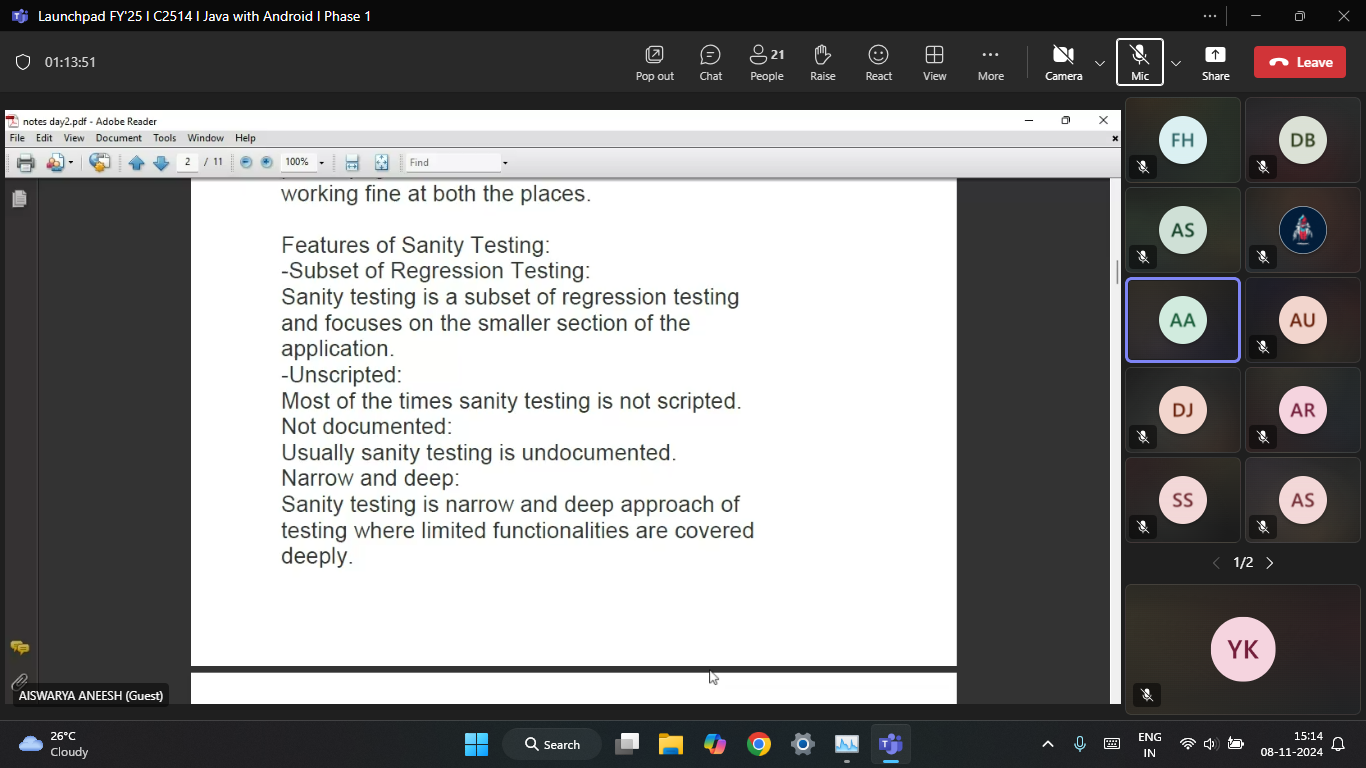 Launchpad FY'25 I C2514 I Java with Android I Phase 1
01:13:51
Pop out
Chat
21
People
Raise
React
View
More
Camera
Mic
Share
Leave
notes day2.pdf - Adobe Reader
File Edit View Document Tools Window Help
2 / 11 100% Find
working fine at both the places.
Features of Sanity Testing:
-Subset of Regression Testing:
Sanity testing is a subset of regression testing
and focuses on the smaller section of the
application.
-Unscripted:
Most of the times sanity testing is not scripted.
Not documented:
Usually sanity testing is undocumented.
Narrow and deep:
Sanity testing is narrow and deep approach of
testing where limited functionalities are covered
deeply.
AISWARYA ANEESH (Guest)
FH
DB
AS
AA
AU
DJ
AR
SS
AS
1/2
YK
26°C
Cloudy
Search
ENG
IN
15:14
08-11-2024